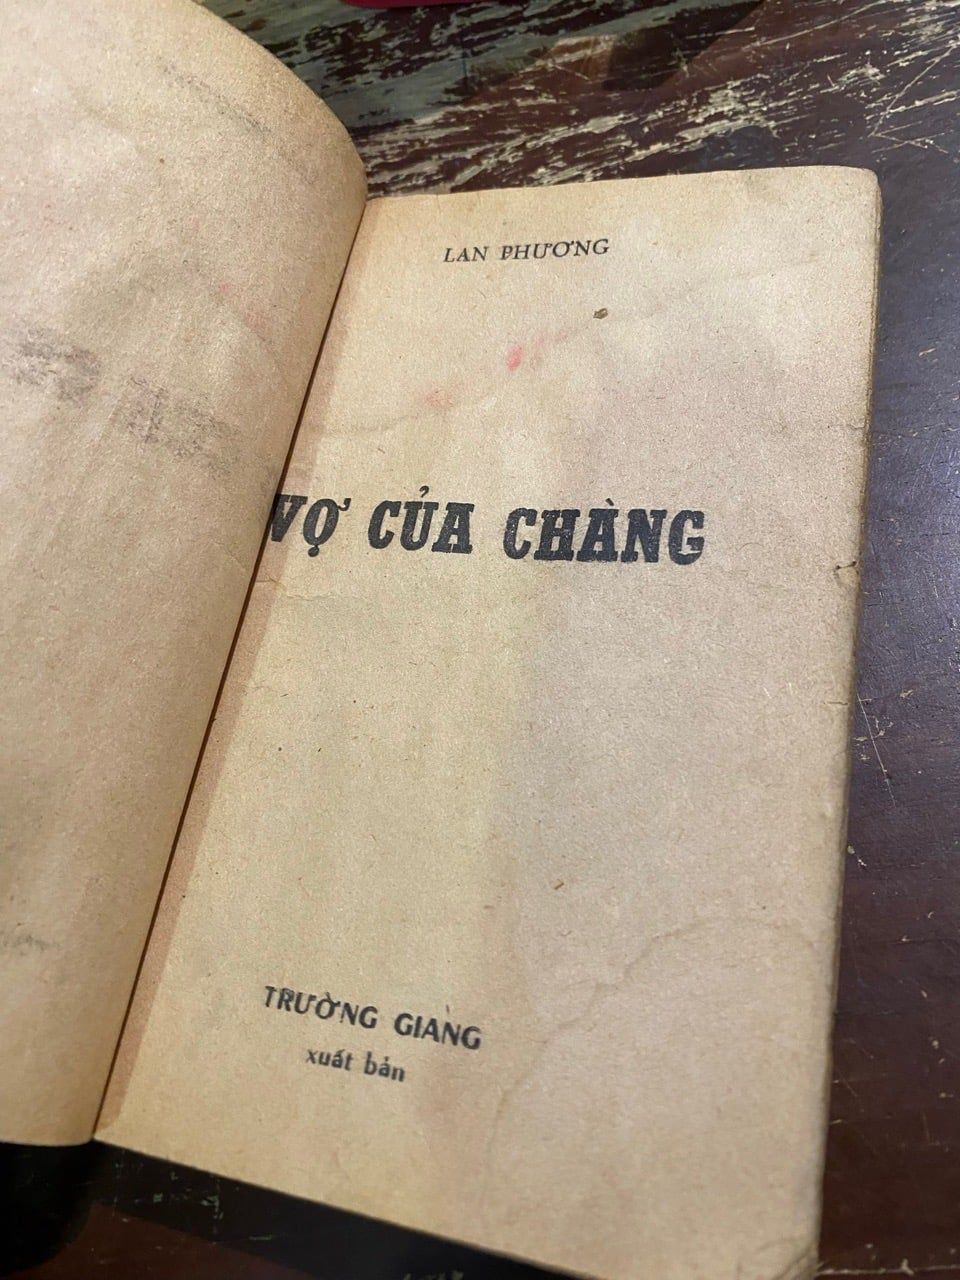 LAN PHƯƠNG
VỢ CỦA CHÀNG
TRƯỜNG GIANG
xuất bản